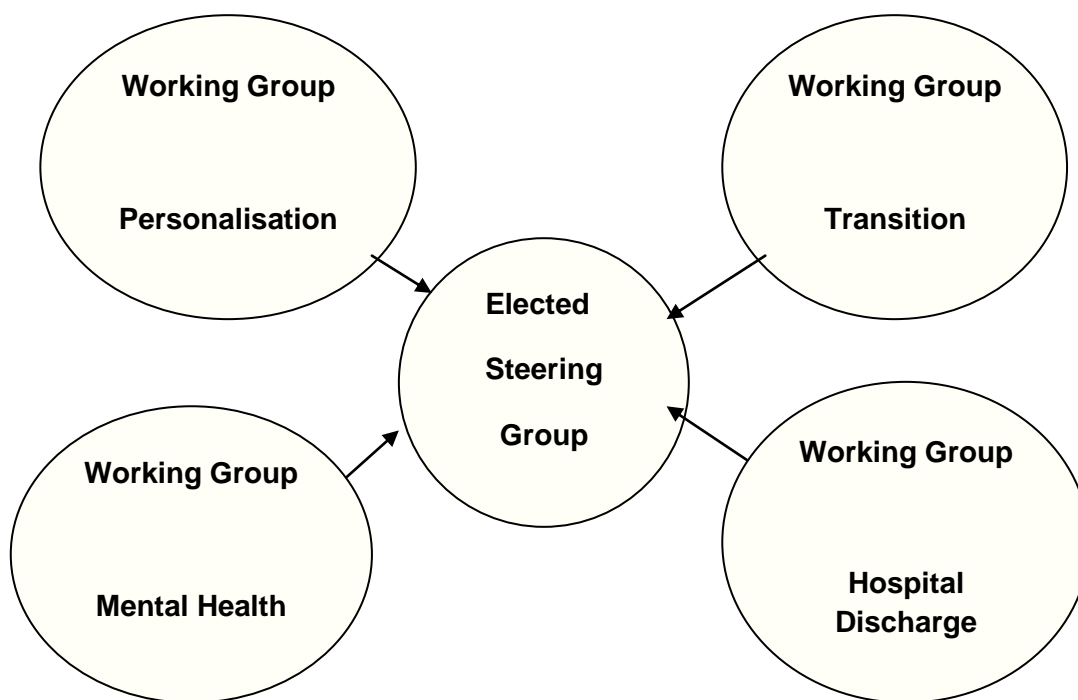 Working Group
Personalisation
Working Group
Transition
Elected
Steering
Group
Working Group
Mental Health
Working Group
Hospital
Discharge